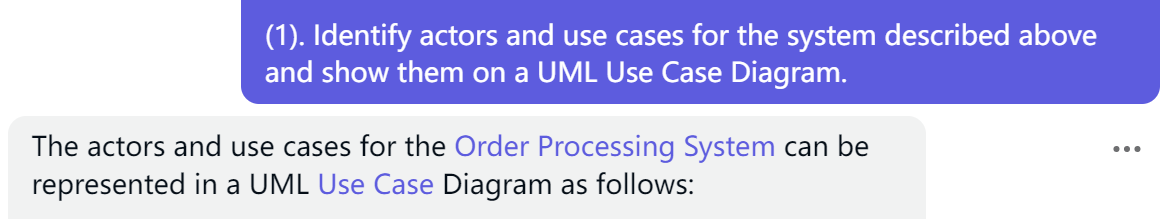 (1). Identify actors and use cases for the system described above
and show them on a UML Use Case Diagram.
The actors and use cases for the Order Processing System can be
represented in a UML Use Case Diagram as follows: